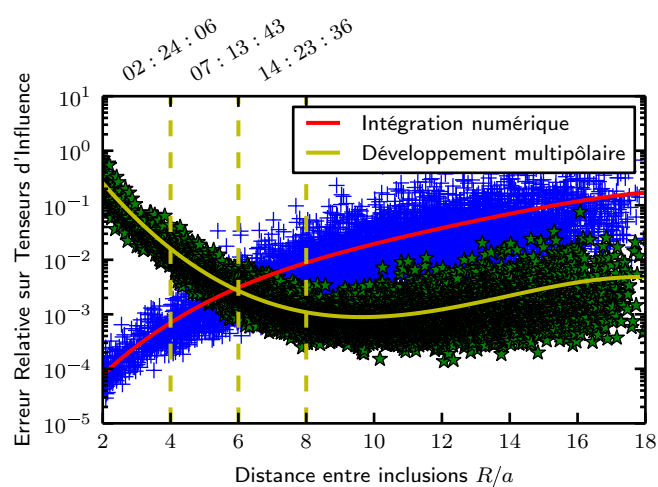 02 : 24 : 06
07 : 13 : 43
14 : 23 : 36
Erreur Relative sur Tenseurs d'Influence
10^1
10^0
10^−1
10^−2
10^−3
10^−4
10^−5
Intégration numérique
Développement multipôlaire
2 4 6 8 10 12 14 16 18
Distance entre inclusions R/a